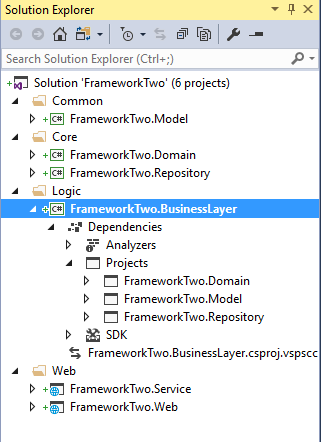 Solution Explorer
Search Solution Explorer (Ctrl+;)
Solution 'FrameworkTwo' (6 projects)
Common
C# FrameworkTwo.Model
Core
C# FrameworkTwo.Domain
C# FrameworkTwo.Repository
Logic
C# FrameworkTwo.BusinessLayer
Dependencies
Analyzers
Projects
FrameworkTwo.Domain
FrameworkTwo.Model
FrameworkTwo.Repository
SDK
FrameworkTwo.BusinessLayer.csproj.vspscc
Web
FrameworkTwo.Service
FrameworkTwo.Web